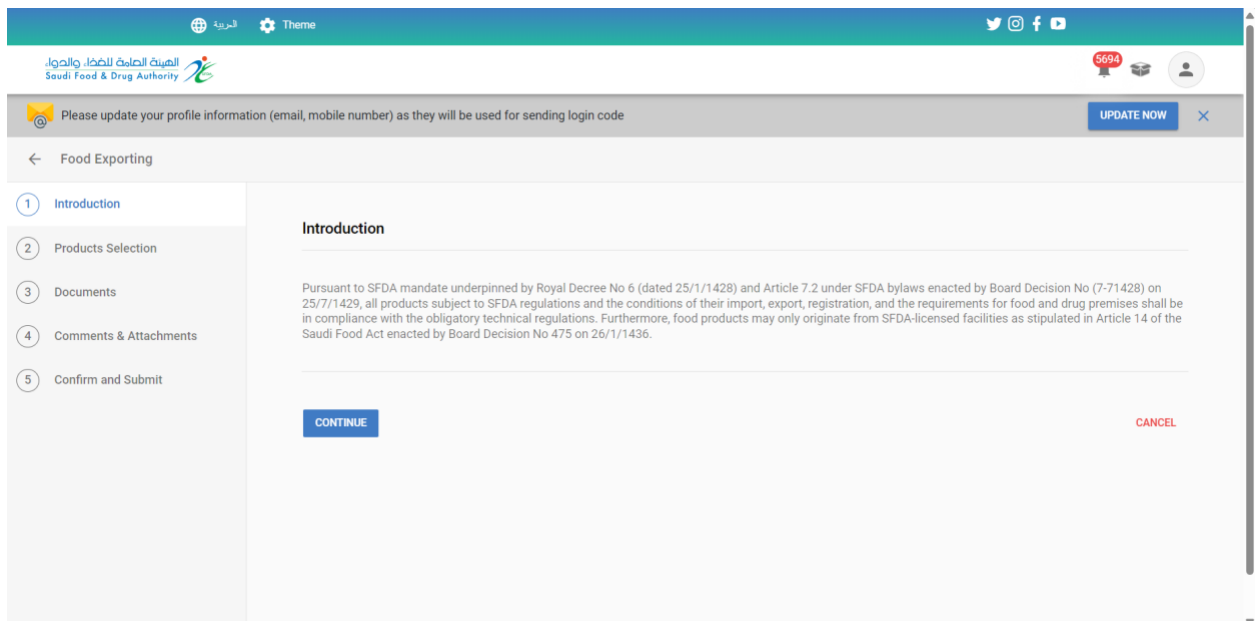 العربية
Theme
الهيئة العامة للغذاء والدواء
Saudi Food & Drug Authority
5694
Please update your profile information (email, mobile number) as they will be used for sending login code
UPDATE NOW
Food Exporting
1 Introduction
2 Products Selection
3 Documents
4 Comments & Attachments
5 Confirm and Submit
Introduction
Pursuant to SFDA mandate underpinned by Royal Decree No 6 (dated 25/1/1428) and Article 7.2 under SFDA bylaws enacted by Board Decision No (7-71428) on
25/7/1429, all products subject to SFDA regulations and the conditions of their import, export, registration, and the requirements for food and drug premises shall be
in compliance with the obligatory technical regulations. Furthermore, food products may only originate from SFDA-licensed facilities as stipulated in Article 14 of the
Saudi Food Act enacted by Board Decision No 475 on 26/1/1436.
CONTINUE
CANCEL